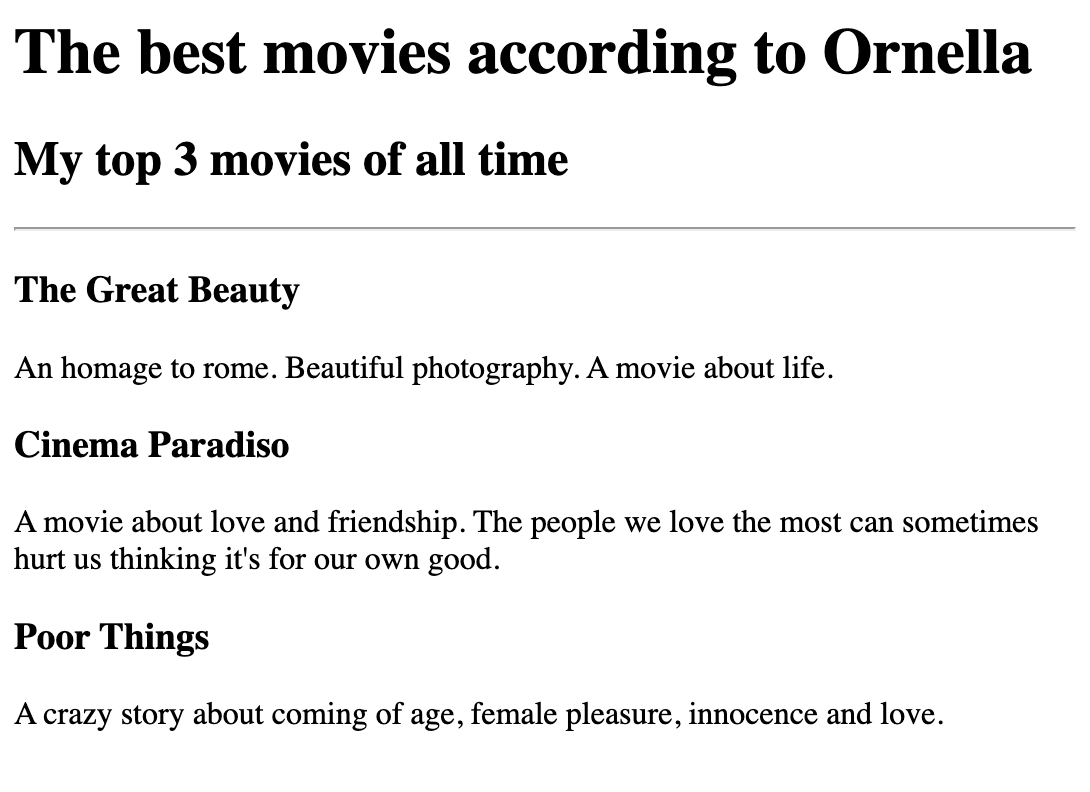 The best movies according to Ornella
My top 3 movies of all time
The Great Beauty
An homage to rome. Beautiful photography. A movie about life.
Cinema Paradiso
A movie about love and friendship. The people we love the most can sometimes
hurt us thinking it's for our own good.
Poor Things
A crazy story about coming of age, female pleasure, innocence and love.